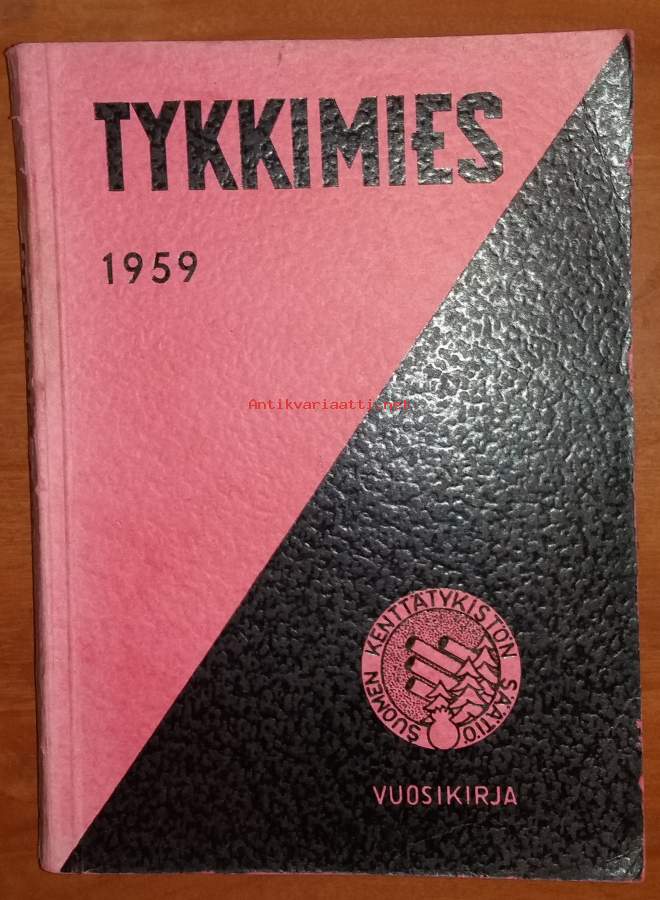 TYKKIMIES
1959
Antikvariaatti.net
SUOMEN KENTTÄTYKISTÖN SÄÄTIÖ
VUOSIKIRJA